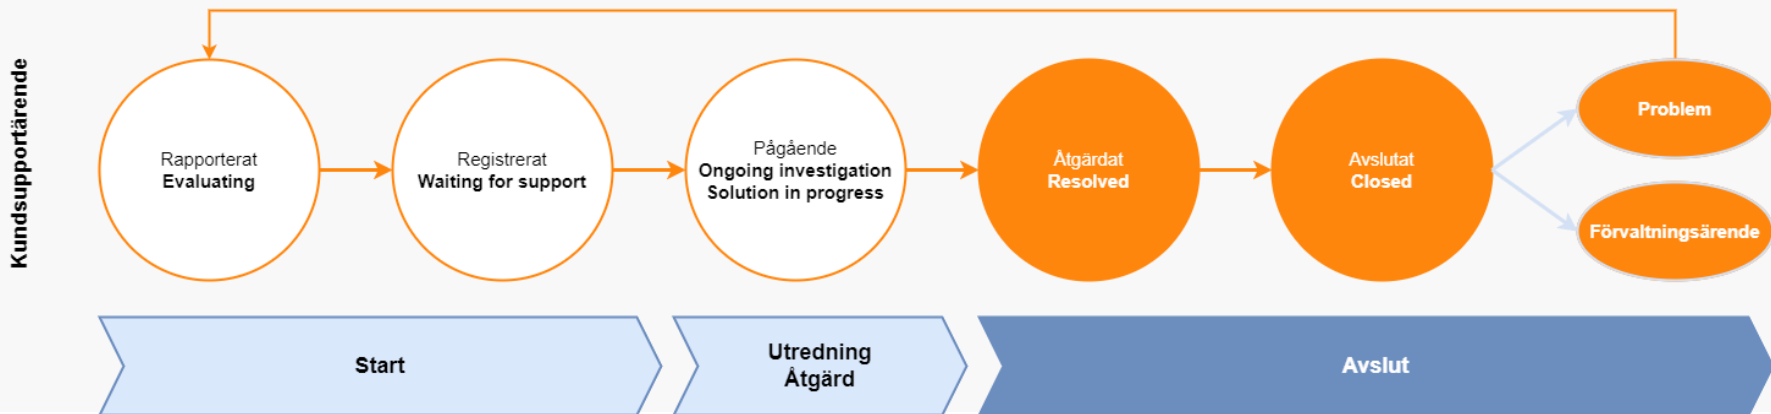 Kundsupportärende
Rapporterat
Evaluating
Registrerat
Waiting for support
Pågående
Ongoing investigation
Solution in progress
Åtgärdat
Resolved
Avslutat
Closed
Problem
Förvaltningsärende
Start
Utredning
Åtgärd
Avslut